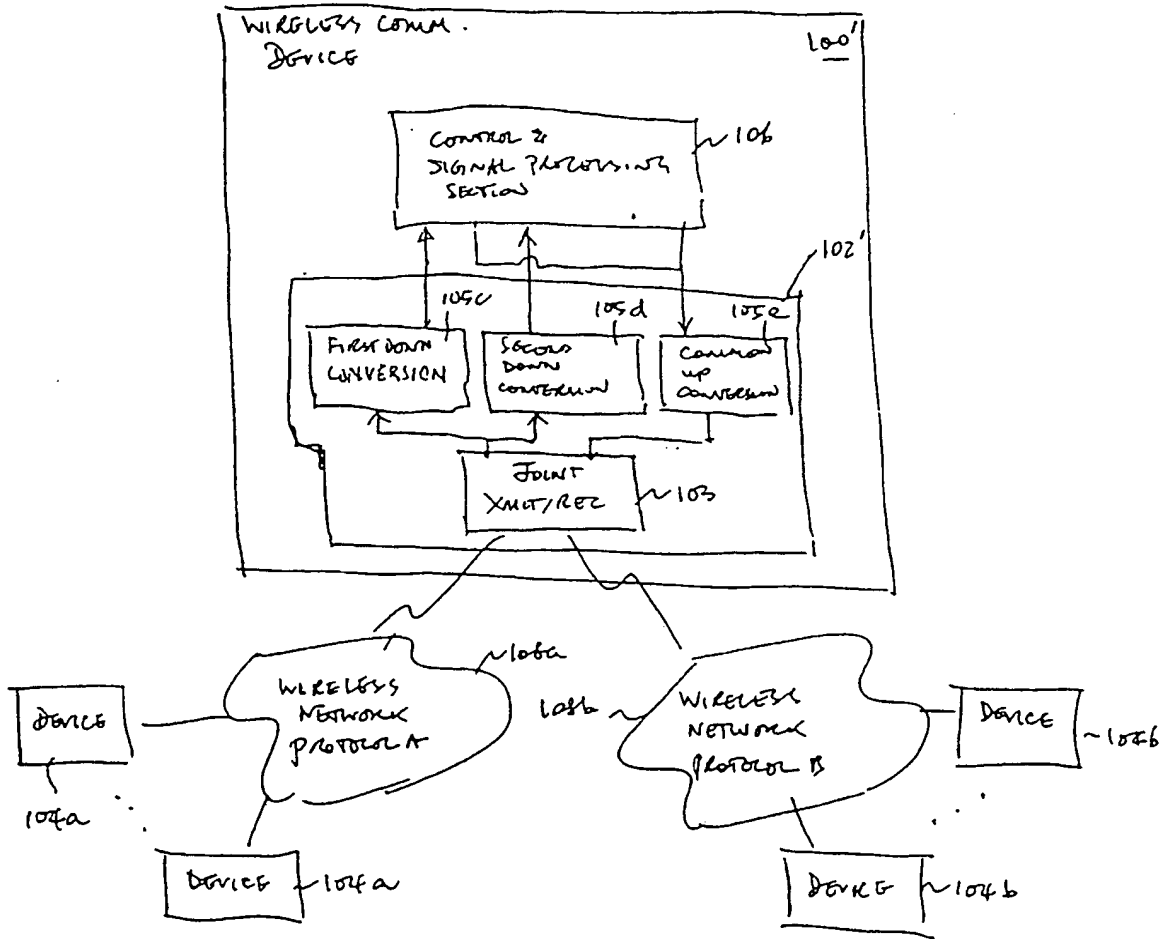 WIRELESS COMM.
DEVICE
100'
CONTROL &
SIGNAL PROCESSING
SECTION
106
102'
105c
105d
105e
FIRST DOWN
CONVERSION
SECOND
DOWN
CONVERSION
COMMON
UP
CONVERSION
JOINT
XMIT/REC
103
108a
WIRELESS
NETWORK
PROTOCOL A
108b
WIRELESS
NETWORK
PROTOCOL B
DEVICE
104a
DEVICE
104b
DEVICE
104a
DEVICE
104b